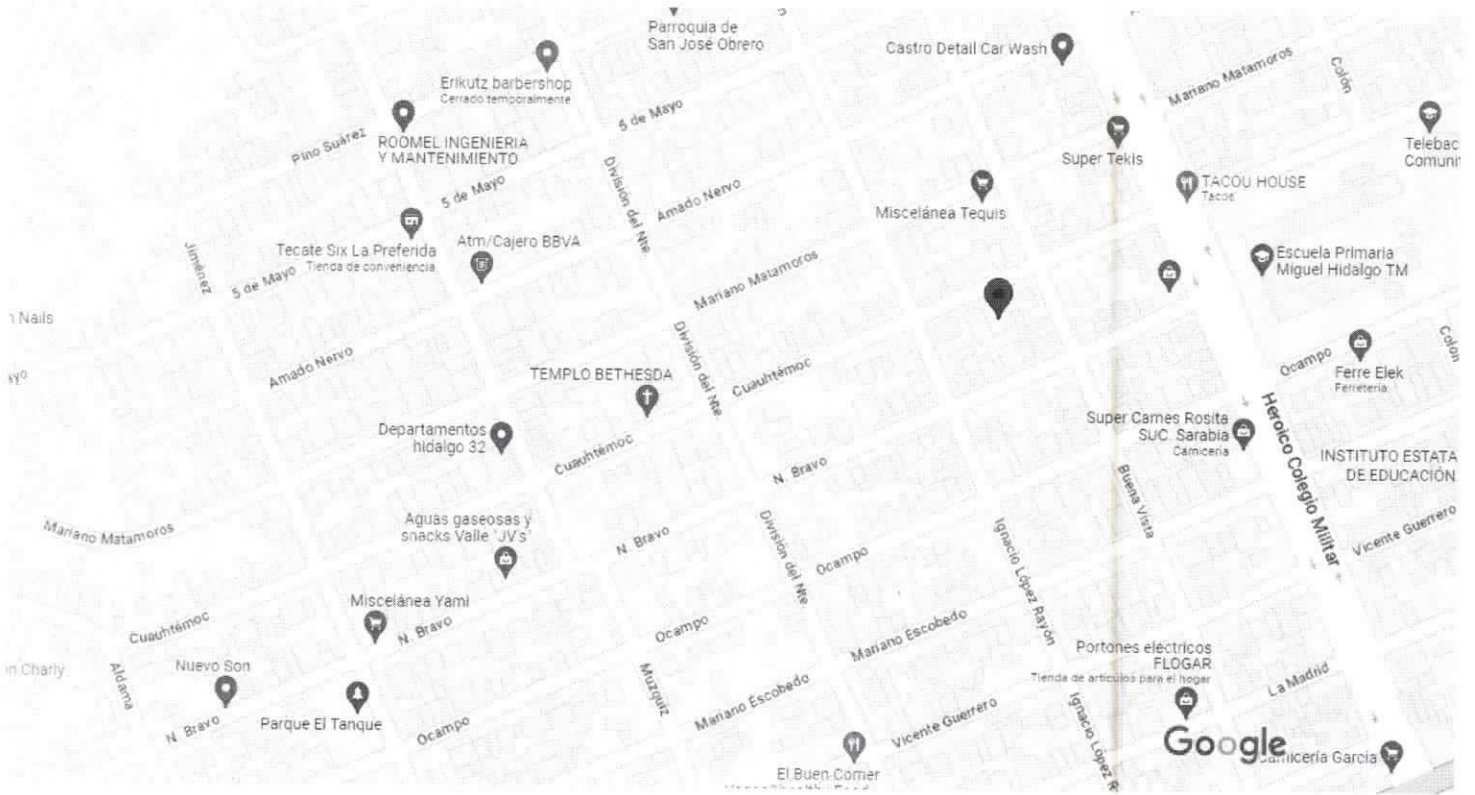 Parroquia de
San José Obrero
Castro Detail Car Wash
Erikutz barbershop
Cerrado temporalmente
Mariano Matamoros
Colón
5 de Mayo
ROOMEL INGENIERIA
Y MANTENIMIENTO
Pino Suárez
Super Tekis
Telebac
Comunit
División del Nte.
5 de Mayo
Amado Nervo
TACOU HOUSE
Tacos
Miscelánea Tequis
Tecate Six La Preferida
Tienda de conveniencia
Atm/Cajero BBVA
Jiménez
5 de Mayo
Mariano Matamoros
Escuela Primaria
Miguel Hidalgo TM
Nails
ayo
Amado Nervo
División del Nte.
TEMPLO BETHESDA
Cuauhtémoc
Ocampo
Colón
Ferre Elek
Ferretería
Departamentos
hidalgo 32
Cuauhtémoc
Super Carnes Rosita
SUC. Sarabia
Carnicería
Heroico Colegio Militar
INSTITUTO ESTATA
DE EDUCACIÓN
N. Bravo
Buena Vista
Mariano Matamoros
Aguas gaseosas y
snacks Valle "JV's"
N. Bravo
División del Nte.
Ocampo
Ignacio López Rayón
Vicente Guerrero
Miscelánea Yami
Cuauhtémoc
N. Bravo
Ocampo
Mariano Escobedo
Portones eléctricos
FLOGAR
Tienda de artículos para el hogar
n Charly
Aldama
Nuevo Son
Muzquiz
La Madrid
N. Bravo
Parque El Tanque
Ocampo
Mariano Escobedo
Vicente Guerrero
Ignacio López R
Google
Carnicería García
El Buen Comer